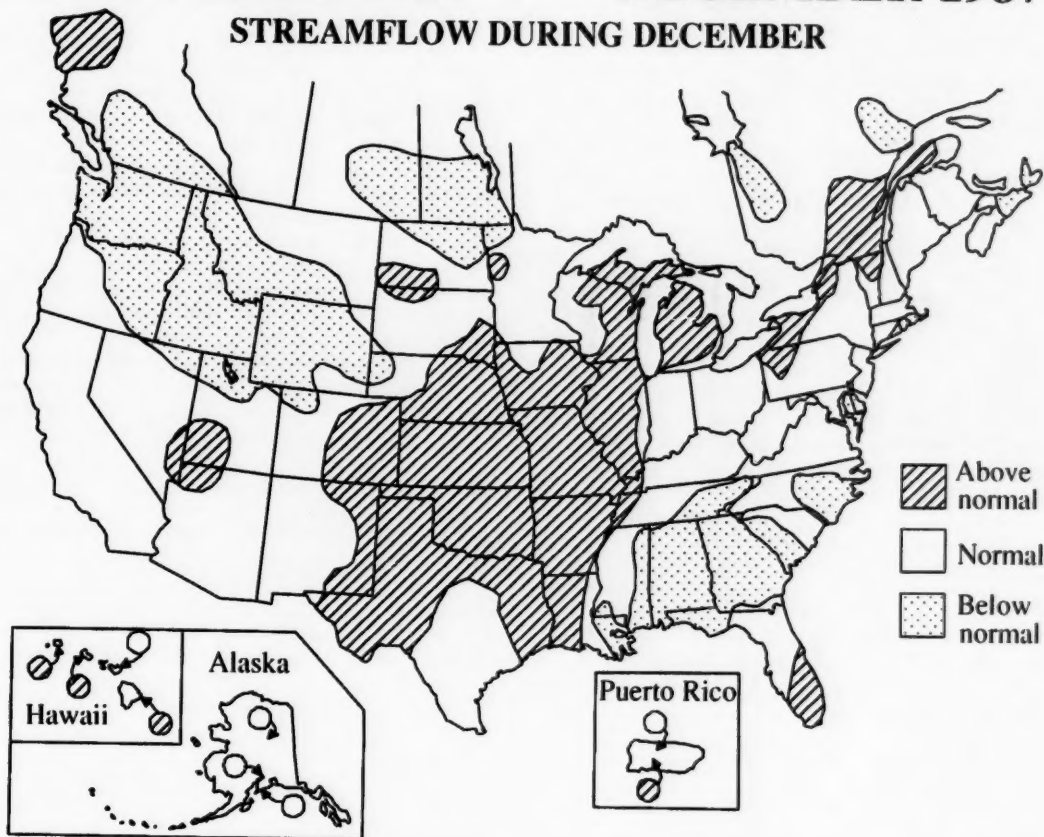 STREAMFLOW DURING DECEMBER
Above
normal
Normal
Below
normal
Alaska
Hawaii
Puerto Rico